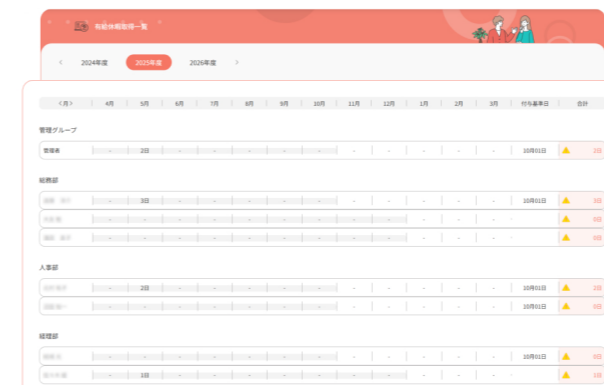 有給休暇取得一覧
< 2024年度 2025年度 2026年度 >
<月> 4月 5月 6月 7月 8月 9月 10月 11月 12月 1月 2月 3月 付与基準日 合計
管理グループ
管理者 - 2日 - - - - - - - - - - 10月01日 2日
総務部
- 3日 - - - - - - - - - - 10月01日 3日
- - - - - - - - - - - - - 0日
- - - - - - - - - - - - - 0日
人事部
- 2日 - - - - - - - - - - 10月01日 2日
- - - - - - - - - - - - 10月01日 0日
経理部
- - - - - - - - - - - - 10月01日 0日
- 1日 - - - - - - - - - - -